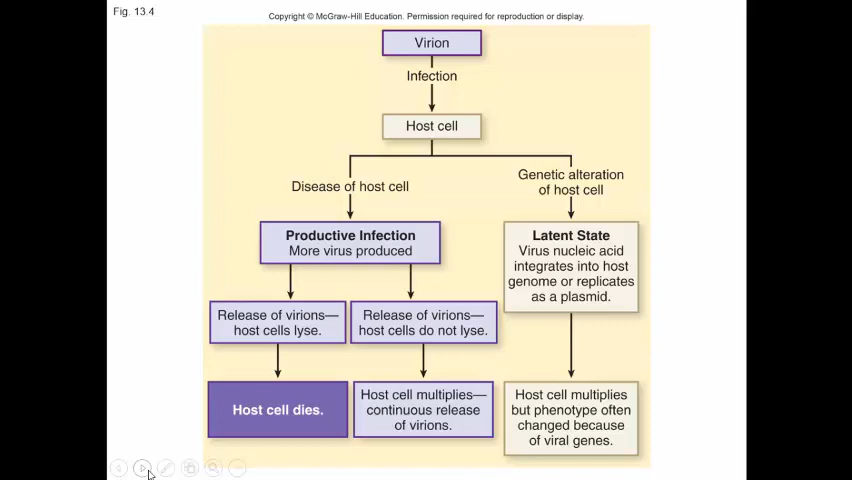 Fig. 13.4
Copyright © McGraw-Hill Education. Permission required for reproduction or display.
Virion
Infection
Host cell
Disease of host cell
Genetic alteration
of host cell
Productive Infection
More virus produced
Latent State
Virus nucleic acid
integrates into host
genome or replicates
as a plasmid.
Release of virions—
host cells lyse.
Release of virions—
host cells do not lyse.
Host cell dies.
Host cell multiplies—
continuous release
of virions.
Host cell multiplies
but phenotype often
changed because
of viral genes.